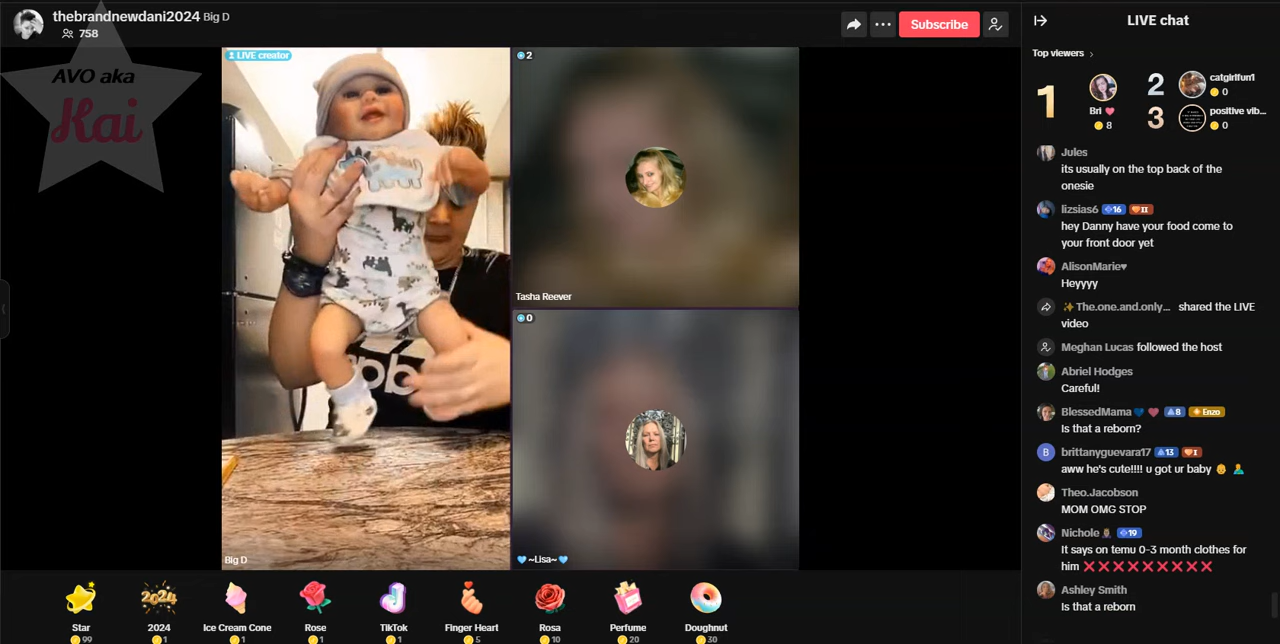 thebrandnewdani2024 Big D
758
Subscribe
AVO aka
Kai
LIVE creator
2
Tasha Reever
0
Big D
💙~Lisa~💙
Star
99
2024
2024
1
Ice Cream Cone
1
Rose
1
TikTok
1
Finger Heart
5
Rosa
10
Perfume
20
Doughnut
30
LIVE chat
Top viewers >
1
Bri ❤
8
2
catgirlfun1
0
3
positive vib...
0
Jules
its usually on the top back of the
onesie
lizsias6 16 II
hey Danny have your food come to
your front door yet
AlisonMarie♥
Heyyyy
✨The.one.and.only... shared the LIVE
video
Meghan Lucas followed the host
Abriel Hodges
Careful!
BlessedMama💙❤ 8 Enzo
Is that a reborn?
B
brittanyguevara17 13 I
aww he's cute!!!! u got ur baby
Theo.Jacobson
MOM OMG STOP
Nichole 19
It says on temu 0-3 month clothes for
him ❌❌❌❌❌❌❌❌❌
Ashley Smith
Is that a reborn